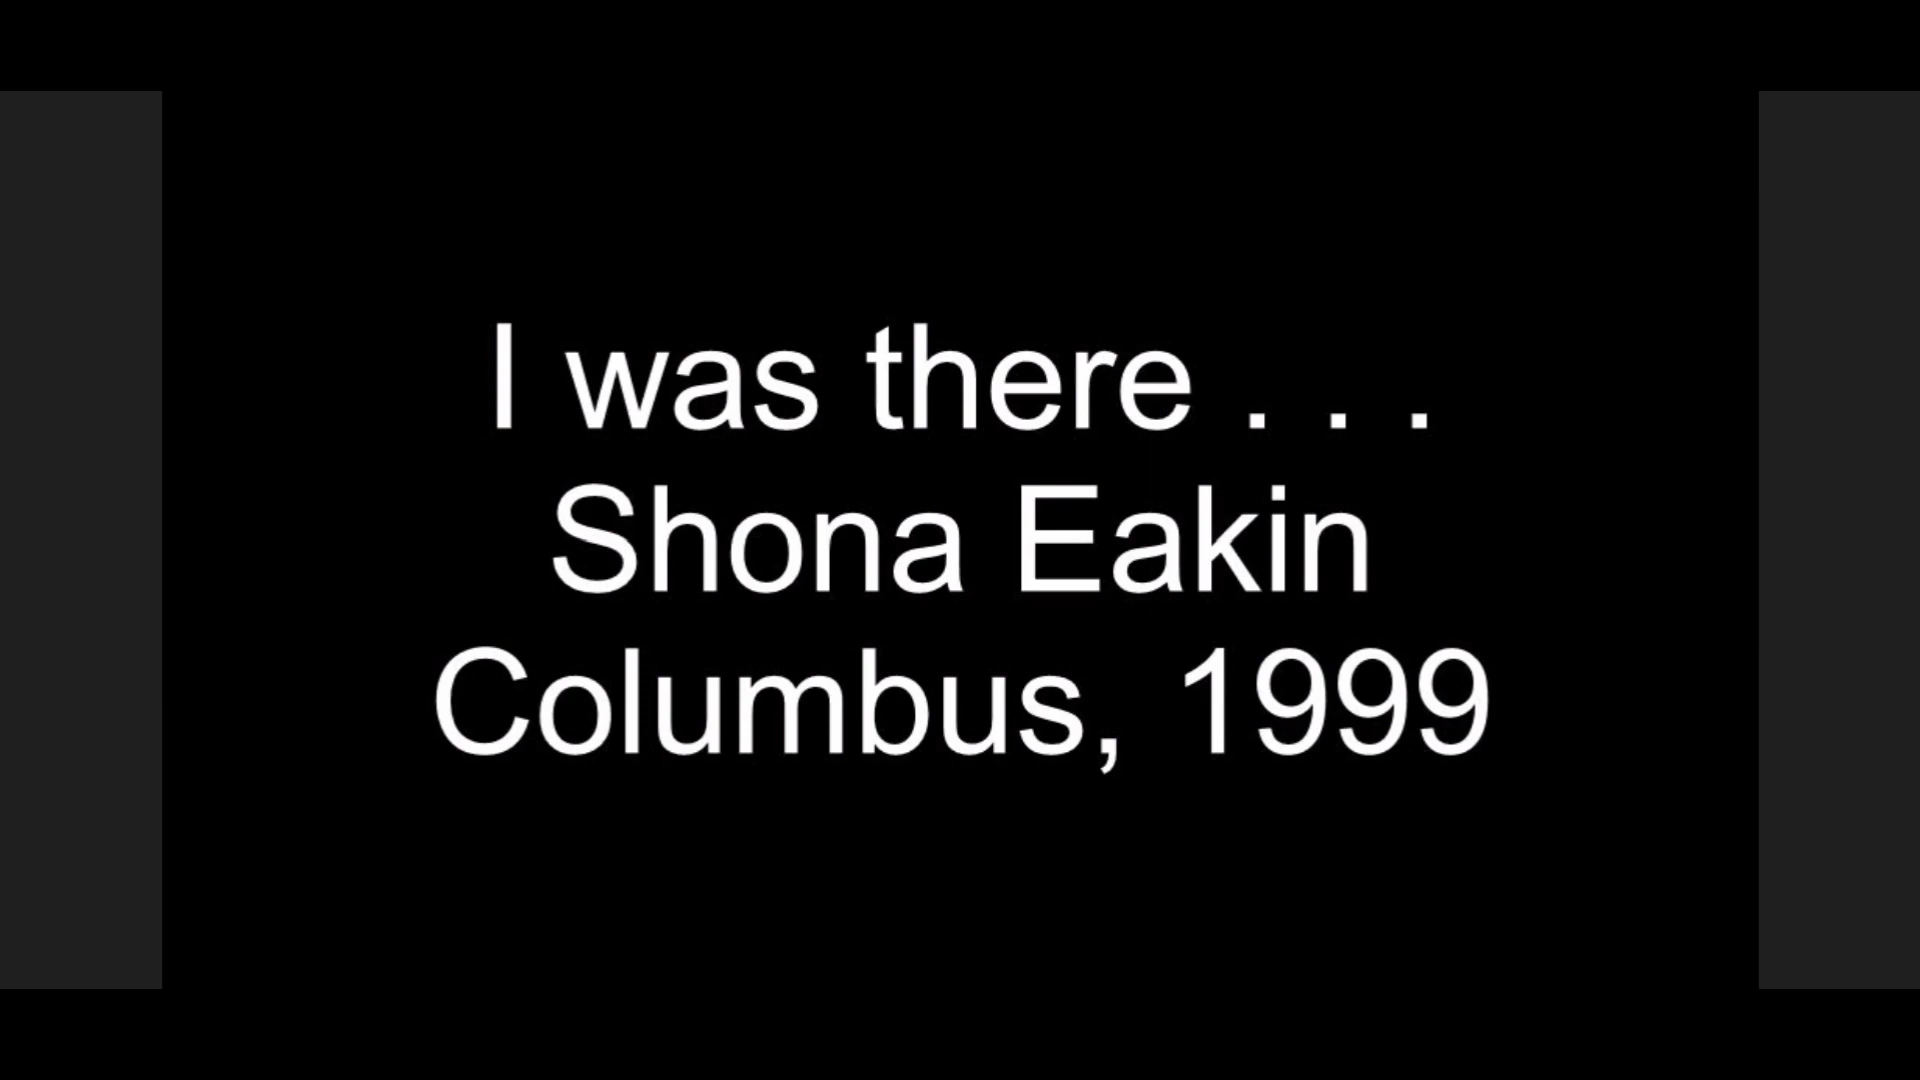 I was there . . .
Shona Eakin
Columbus, 1999